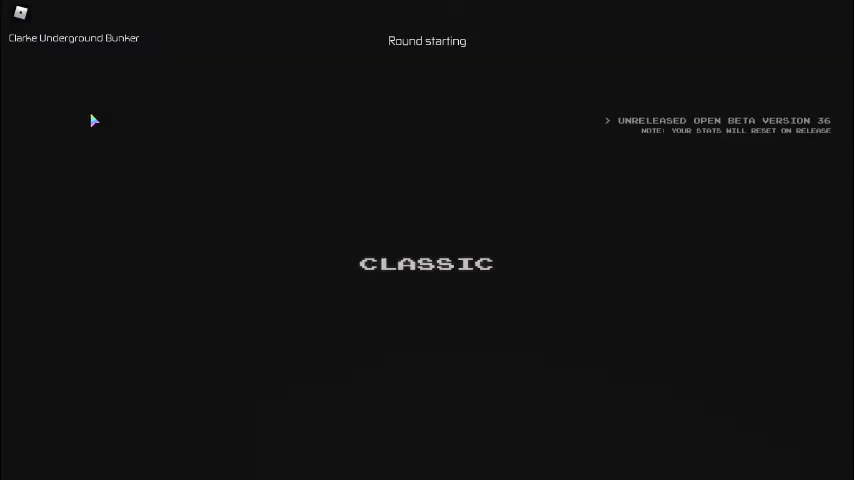 Clarke Underground Bunker
Round starting
> UNRELEASED OPEN BETA VERSION 36
NOTE: YOUR STATS WILL RESET ON RELEASE
CLASSIC